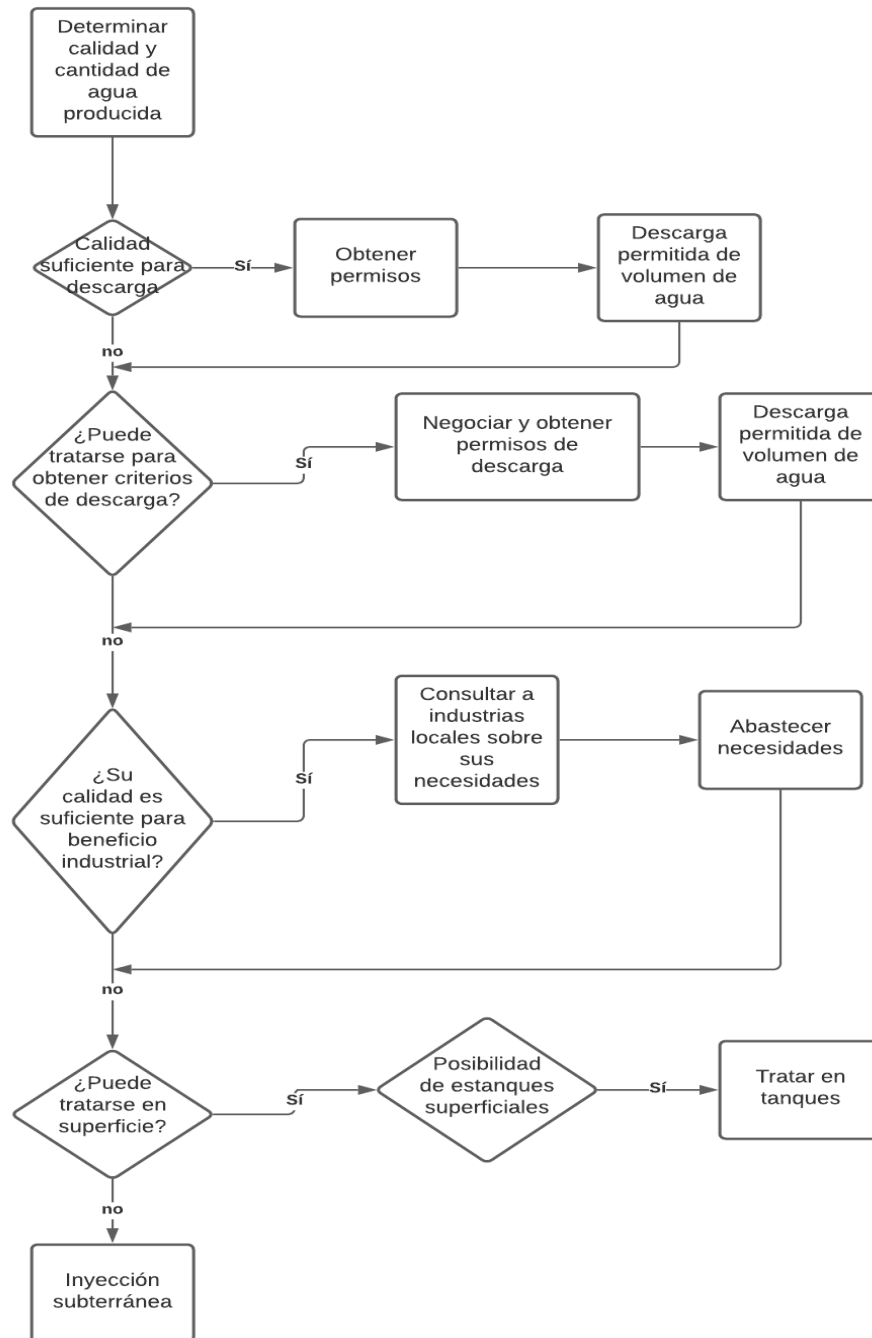 Determinar
calidad y
cantidad de
agua
producida
Calidad
suficiente para
descarga
Sí
Obtener
permisos
Descarga
permitida de
volumen de
agua
no
¿Puede
tratarse para
obtener criterios
de descarga?
Sí
Negociar y obtener
permisos de
descarga
Descarga
permitida de
volumen de
agua
no
¿Su
calidad es
suficiente para
beneficio
industrial?
Sí
Consultar a
industrias
locales sobre
sus
necesidades
Abastecer
necesidades
no
¿Puede
tratarse en
superficie?
Sí
Posibilidad
de estanques
superficiales
Sí
Tratar en
tanques
no
Inyección
subterránea